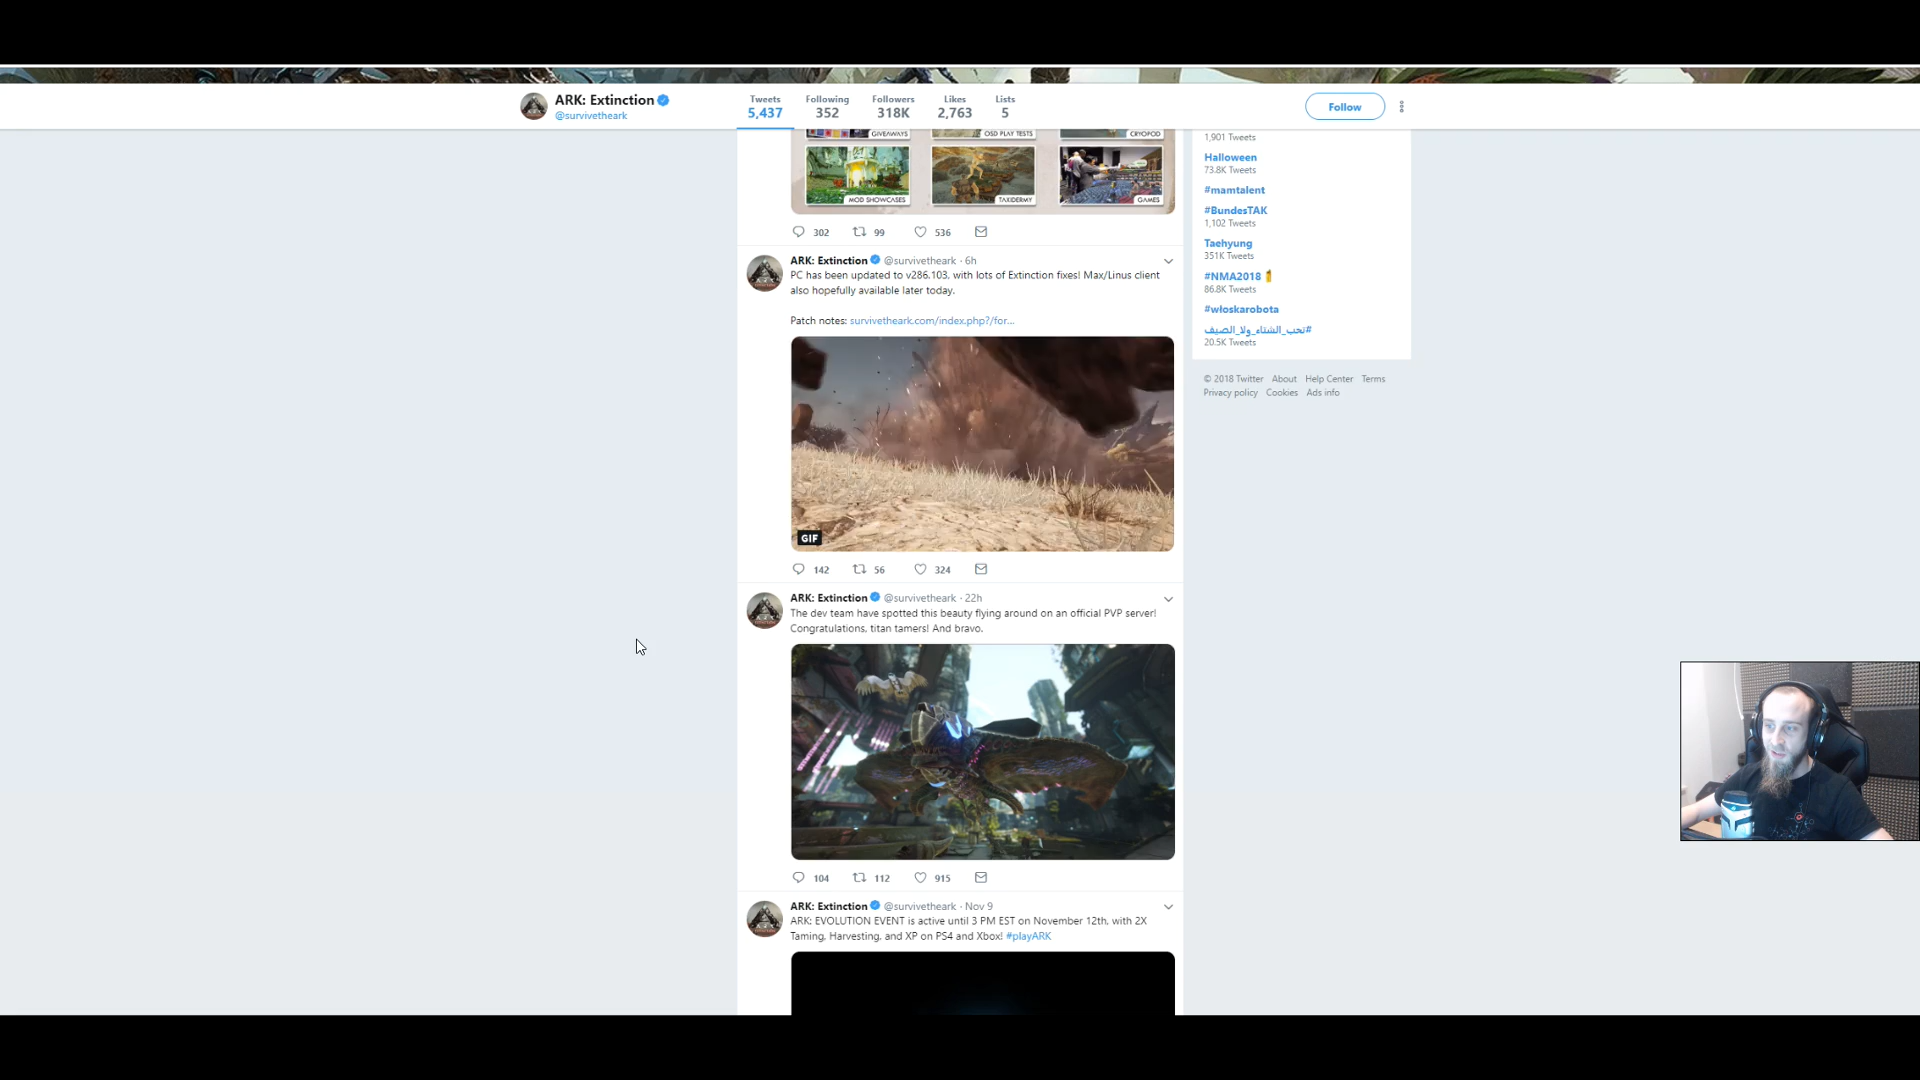 ARK: Extinction
@survivetheark
Tweets
5,437
Following
352
Followers
318K
Likes
2,763
Lists
5
Follow
GIVEAWAYS
OSD PLAY TESTS
CRYOPOD
MOD SHOWCASES
TAXIDERMY
GAMES
302
99
536
ARK: Extinction @survivetheark · 6h
PC has been updated to v286.103, with lots of Extinction fixes! Max/Linus client
also hopefully available later today.
Patch notes: survivetheark.com/index.php?/for...
GIF
142
56
324
ARK: Extinction @survivetheark · 22h
The dev team have spotted this beauty flying around on an official PVP server!
Congratulations, titan tamers! And bravo.
104
112
915
ARK: Extinction @survivetheark · Nov 9
ARK: EVOLUTION EVENT is active until 3 PM EST on November 12th, with 2X
Taming, Harvesting, and XP on PS4 and Xbox! #playARK
1,901 Tweets
Halloween
73.8K Tweets
#mamtalent
#BundesTAK
1,102 Tweets
Taehyung
351K Tweets
#NMA2018
86.8K Tweets
#włoskarobota
#تحب_الشتاء_ولا_الصيف
20.5K Tweets
© 2018 Twitter About Help Center Terms
Privacy policy Cookies Ads info